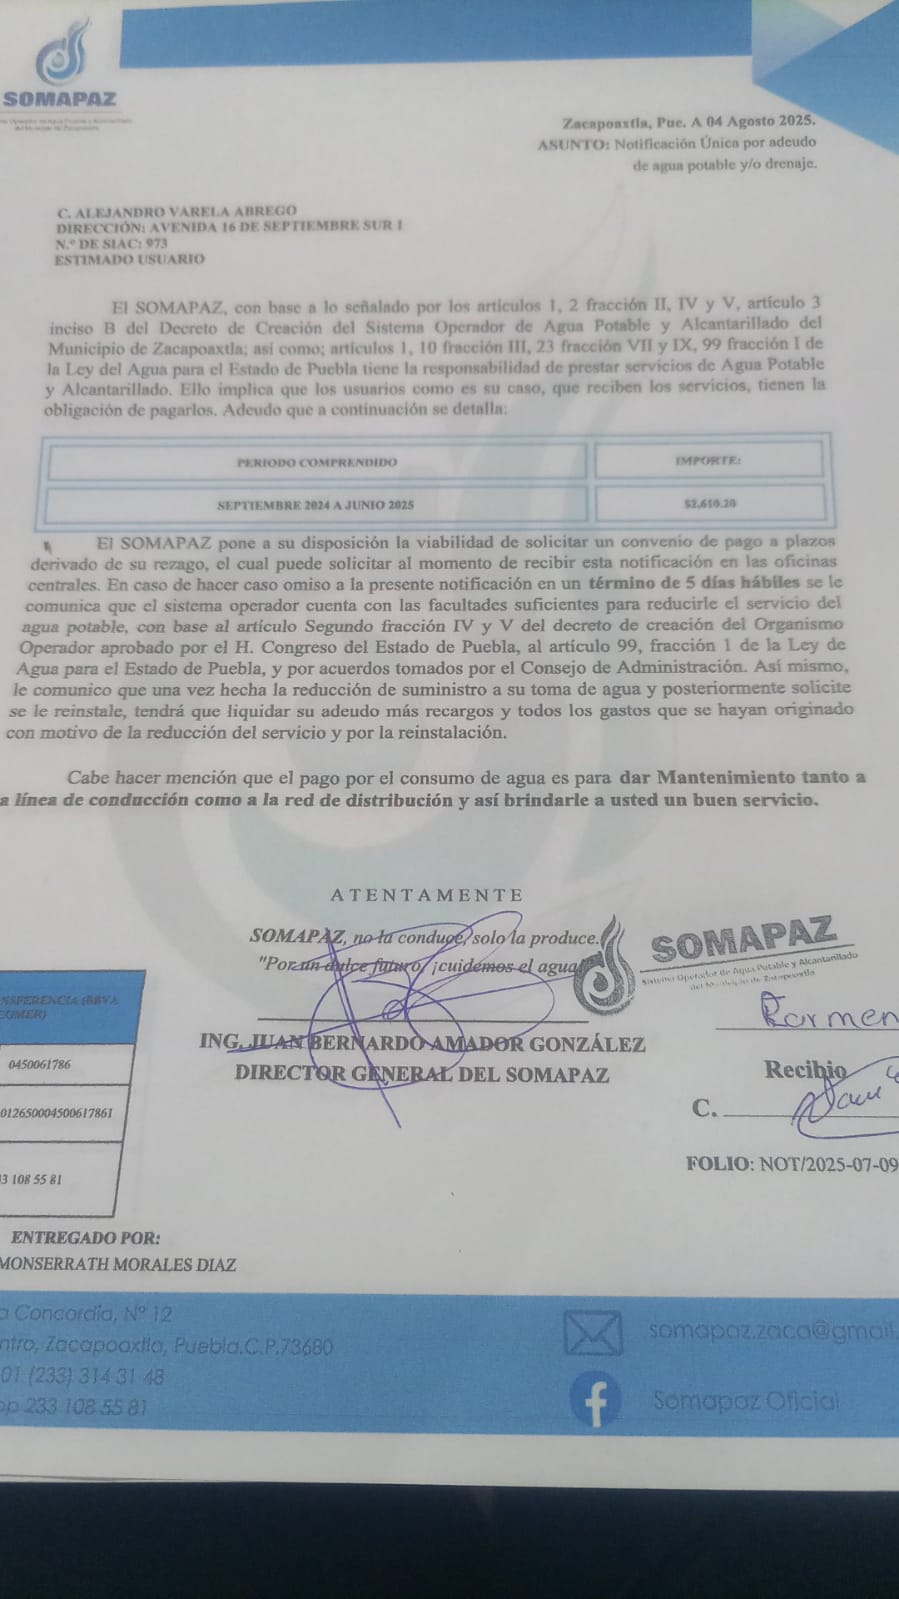 SOMAPAZ
Zacapoaxtla, Pue. A 04 Agosto 2025.
ASUNTO: Notificación Única por adeudo
de agua potable y/o drenaje.
C. ALEJANDRO VARELA ABREGO
DIRECCIÓN: AVENIDA 16 DE SEPTIEMBRE SUR 1
N.º DE SIAC: 973
ESTIMADO USUARIO
El SOMAPAZ, con base a lo señalado por los artículos 1, 2 fracción II, IV y V, artículo 3
inciso B del Decreto de Creación del Sistema Operador de Agua Potable y Alcantarillado del
Municipio de Zacapoaxtla; así como; artículos 1, 10 fracción III, 23 fracción VII y IX, 99 fracción I de
la Ley del Agua para el Estado de Puebla tiene la responsabilidad de prestar servicios de Agua Potable
y Alcantarillado. Ello implica que los usuarios como es su caso, que reciben los servicios, tienen la
obligación de pagarlos. Adeudo que a continuación se detalla:
PERIODO COMPRENDIDO IMPORTE:
SEPTIEMBRE 2024 A JUNIO 2025
El SOMAPAZ pone a su disposición la viabilidad de solicitar un convenio de pago a plazos
derivado de su rezago, el cual puede solicitar al momento de recibir esta notificación en las oficinas
centrales. En caso de hacer caso omiso a la presente notificación en un término de 5 días hábiles se le
comunica que el sistema operador cuenta con las facultades suficientes para reducirle el servicio del
agua potable, con base al artículo Segundo fracción IV y V del decreto de creación del Organismo
Operador aprobado por el H. Congreso del Estado de Puebla, al artículo 99, fracción 1 de la Ley de
Agua para el Estado de Puebla, y por acuerdos tomados por el Consejo de Administración. Así mismo,
le comunico que una vez hecha la reducción de suministro a su toma de agua y posteriormente solicite
se le reinstale, tendrá que liquidar su adeudo más recargos y todos los gastos que se hayan originado
con motivo de la reducción del servicio y por la reinstalación.
Cabe hacer mención que el pago por el consumo de agua es para dar Mantenimiento tanto a
a línea de conducción como a la red de distribución y así brindarle a usted un buen servicio.
ATENTAMENTE
SOMAPAZ, no la conduce, solo la produce.
"Por un dulce futuro, ¡cuidemos el agua
ING. JUAN BERNARDO AMADOR GONZÁLEZ
DIRECTOR GENERAL DEL SOMAPAZ
SOMAPAZ
Sistema Operador de Agua Potable y Alcantarillado
del Municipio de Zacapoaxtla
Recibio
C.
FOLIO: NOT/2025-07-09
NSFERENCIA (BBVA
COMER)
0450061786
012650004500617861
3 108 55 81
ENTREGADO POR:
MONSERRATH MORALES DIAZ
a Concordia, Nº 12
ntro, Zacapoaxtla, Puebla.C.P.73680
01 (233) 314 31 48
pp 233 108 55 81
somapaz.zaca@gmail
Somapaz Oficial